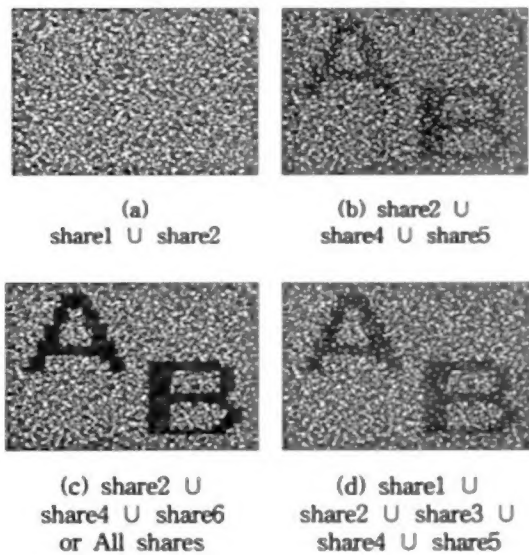 (a)
share1 ∪ share2
A
B
(b) share2 ∪
share4 ∪ share5
A
B
(c) share2 ∪
share4 ∪ share6
or All shares
A
B
(d) share1 ∪
share2 ∪ share3 ∪
share4 ∪ share5